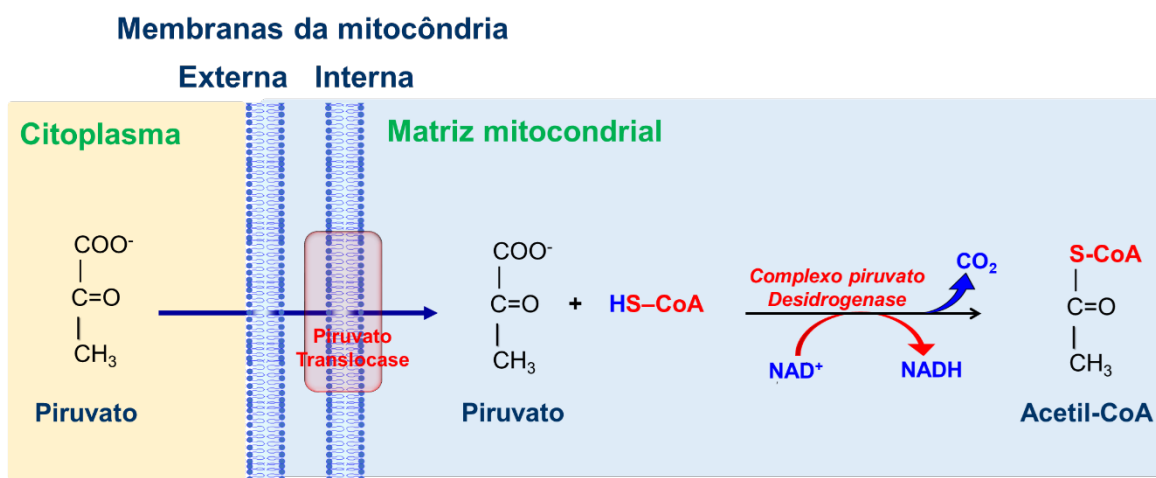 Membranas da mitocôndria
Externa Interna
Citoplasma
Matriz mitocondrial
COO-
C=O
CH3
Piruvato
Piruvato
Translocase
COO-
C=O
CH3
Piruvato
+
HS–CoA
Complexo piruvato
Desidrogenase
NAD+
NADH
CO2
S-CoA
C=O
CH3
Acetil-CoA